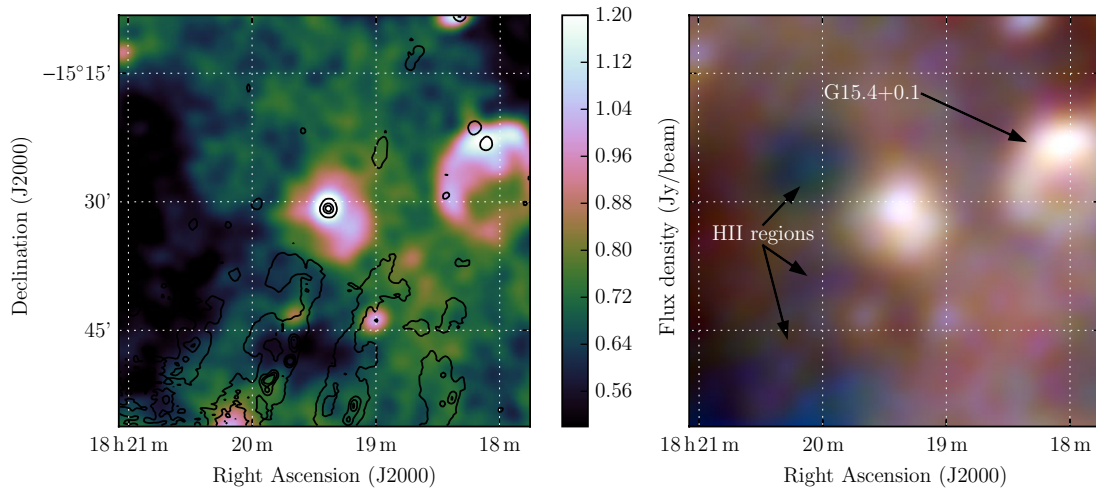 −15°15'
30'
45'
Declination (J2000)
18 h21 m
20 m
19 m
18 m
Right Ascension (J2000)
1.20
1.12
1.04
0.96
0.88
0.80
0.72
0.64
0.56
Flux density (Jy/beam)
G15.4+0.1
HII regions
18 h21 m
20 m
19 m
18 m
Right Ascension (J2000)